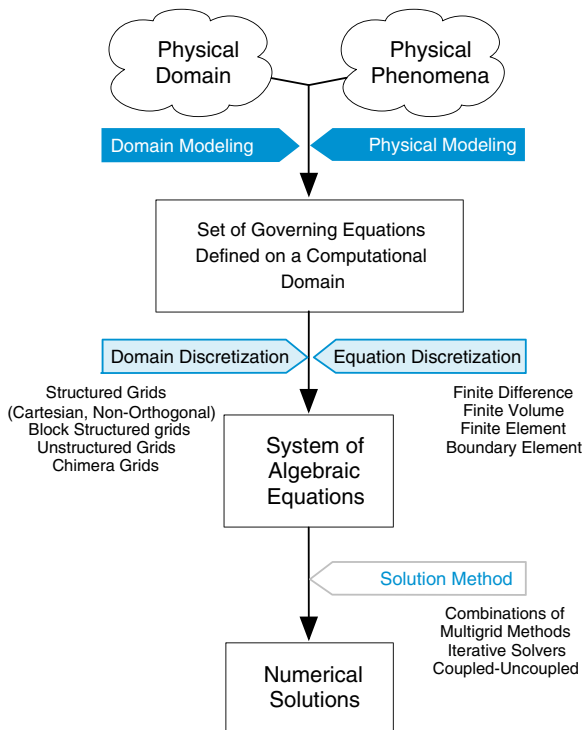 Physical
Domain
Physical
Phenomena
Domain Modeling
Physical Modeling
Set of Governing Equations
Defined on a Computational
Domain
Domain Discretization
Equation Discretization
Structured Grids
(Cartesian, Non-Orthogonal)
Block Structured grids
Unstructured Grids
Chimera Grids
Finite Difference
Finite Volume
Finite Element
Boundary Element
System of
Algebraic
Equations
Solution Method
Combinations of
Multigrid Methods
Iterative Solvers
Coupled-Uncoupled
Numerical
Solutions